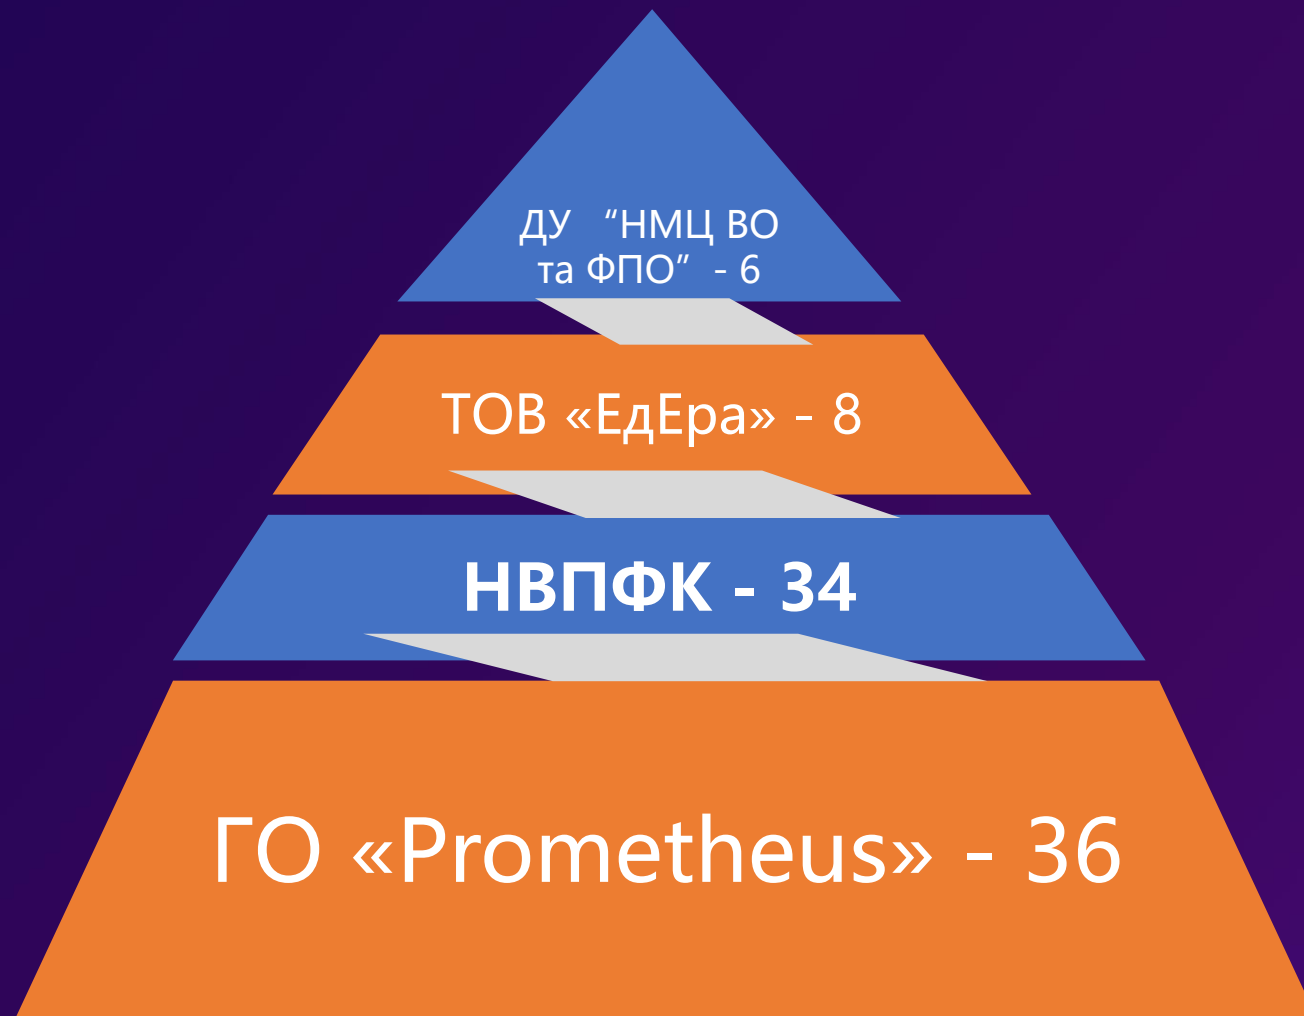 ДУ “НМЦ ВО
та ФПО” - 6
ТОВ «ЕдЕра» - 8
НВПФК - 34
ГО «Prometheus» - 36